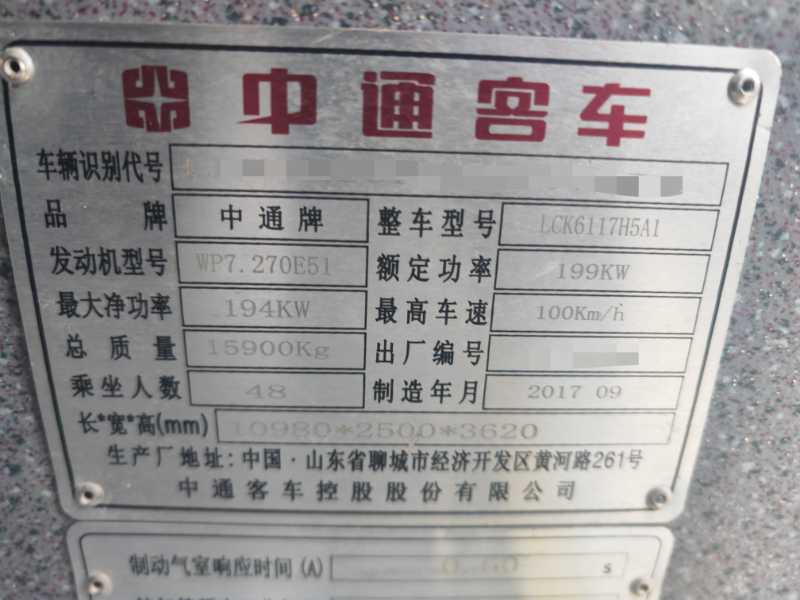 中通客车
车辆识别代号
品牌 中通牌 整车型号 LCK6117H5A1
发动机型号 WP7.270E51 额定功率 199KW
最大净功率 194KW 最高车速 100Km/h
总质量 15900Kg 出厂编号
乘坐人数 48 制造年月 2017 09
长*宽*高(mm) 10980*2500*3620
生产厂地址:中国·山东省聊城市经济开发区黄河路261号
中通客车控股股份有限公司
制动气室响应时间(A) 0.60 s